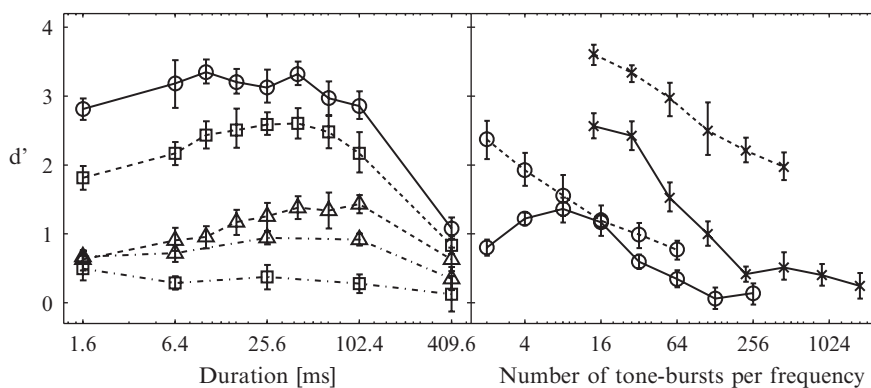 4
3
d'
2
1
0
1.6 6.4 25.6 102.4 409.6 4 16 64 256 1024
Duration [ms] Number of tone-bursts per frequency